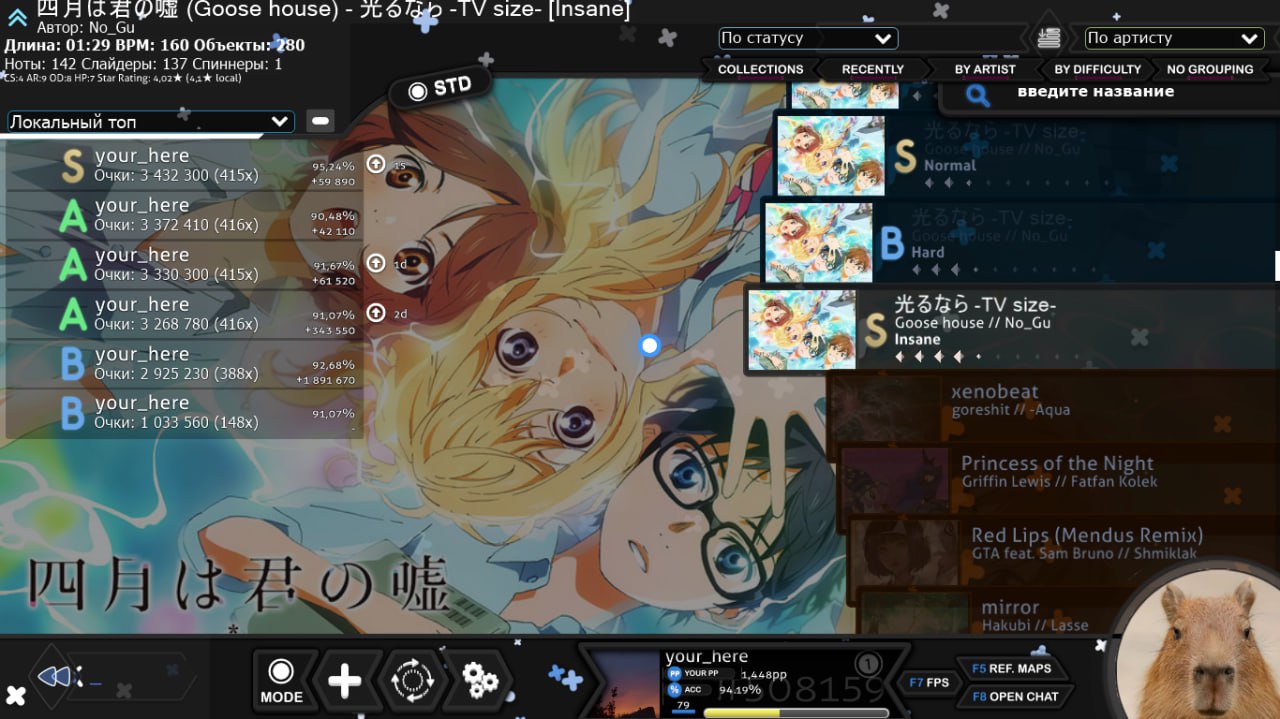 四月は君の嘘 (Goose house) - 光るなら -TV size- [Insane]
Автор: No_Gu
Длина: 01:29 BPM: 160 Объекты: 280
Ноты: 142 Слайдеры: 137 Спиннеры: 1
CS:4 AR:9 OD:8 HP:7 Star Rating: 4,02★ (4,1★ local)
По статусу
По артисту
COLLECTIONS
RECENTLY
BY ARTIST
BY DIFFICULTY
NO GROUPING
STD
введите название
Локальный топ
S your_here
Очки: 3 432 300 (415x)
95,24%
+59 890
1s
A your_here
Очки: 3 372 410 (416x)
90,48%
+42 110
A your_here
Очки: 3 330 300 (415x)
91,67%
+61 520
1d
A your_here
Очки: 3 268 780 (416x)
91,07%
+343 550
2d
B your_here
Очки: 2 925 230 (388x)
92,68%
+1 891 670
B your_here
Очки: 1 033 560 (148x)
91,07%
-
S 光るなら -TV size-
Goose house // No_Gu
Normal
B 光るなら -TV size-
Goose house // No_Gu
Hard
S 光るなら -TV size-
Goose house // No_Gu
Insane
xenobeat
goreshit // -Aqua
Princess of the Night
Griffin Lewis // Fatfan Kolek
Red Lips (Mendus Remix)
GTA feat. Sam Bruno // Shmiklak
mirror
Hakubi // Lasse
四月は君の嘘
MODE
your_here
1
PP YOUR PP 1,448pp
% ACC 94.19%
79
F7 FPS
F5 REF. MAPS
F8 OPEN CHAT